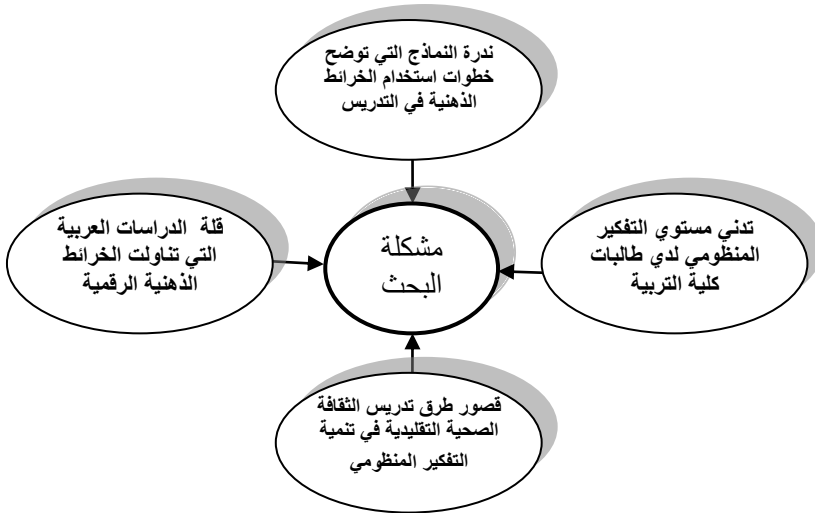 ندرة النماذج التي توضح
خطوات استخدام الخرائط
الذهنية في التدريس
تدني مستوي التفكير
المنظومي لدي طالبات
كلية التربية
مشكلة
البحث
قلة الدراسات العربية
التي تناولت الخرائط
الذهنية الرقمية
قصور طرق تدريس الثقافة
الصحية التقليدية في تنمية
التفكير المنظومي